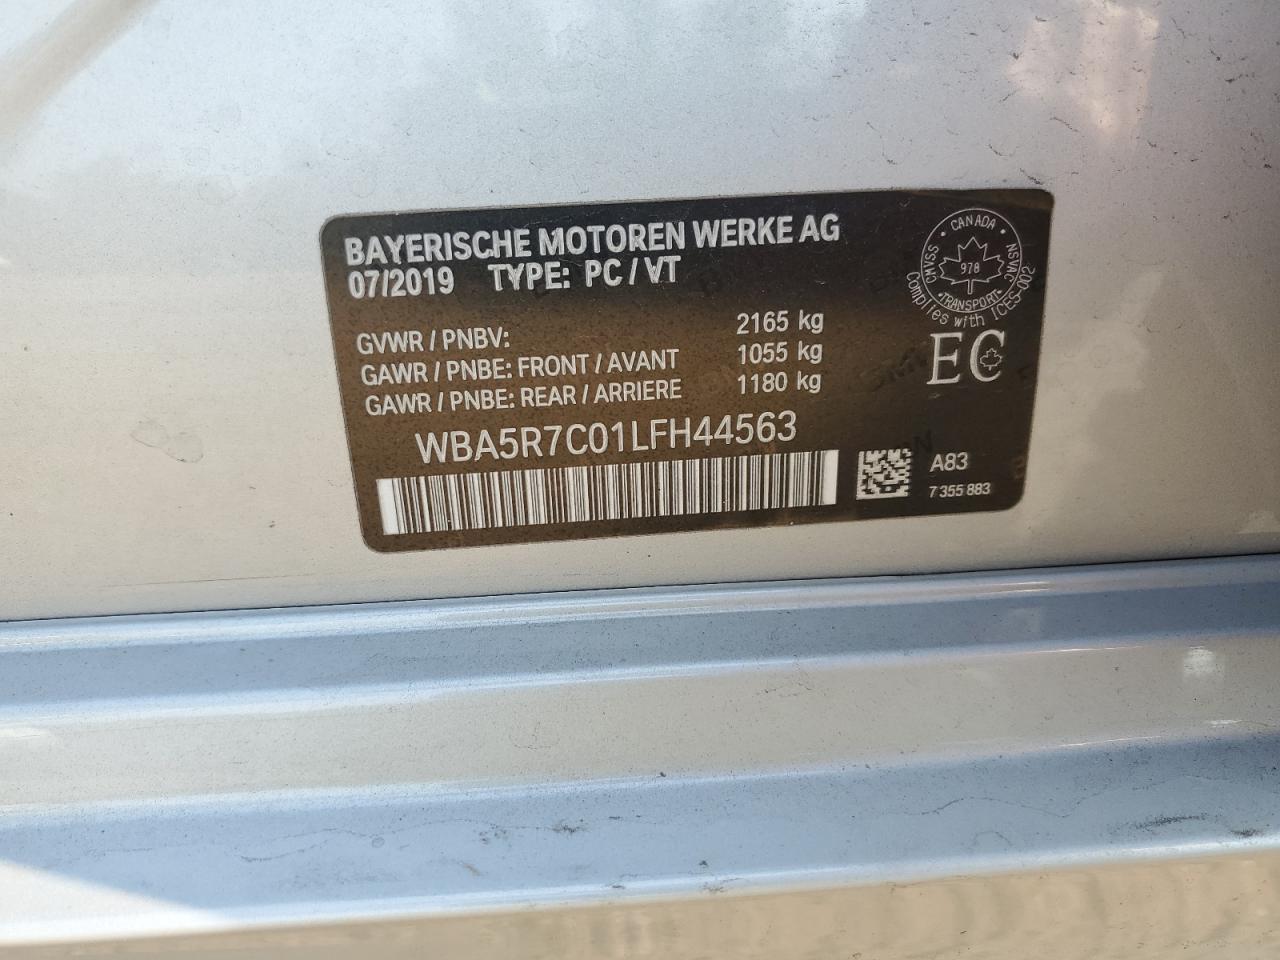 BAYERISCHE MOTOREN WERKE AG
07/2019 TYPE: PC / VT
GVWR / PNBV: 2165 kg
GAWR / PNBE: FRONT / AVANT 1055 kg
GAWR / PNBE: REAR / ARRIERE 1180 kg
WBA5R7C01LFH44563
CANADA
CMVSS
NSVAC
978
TRANSPORT
Complies with ICES-002
EC
A83
7 355 883